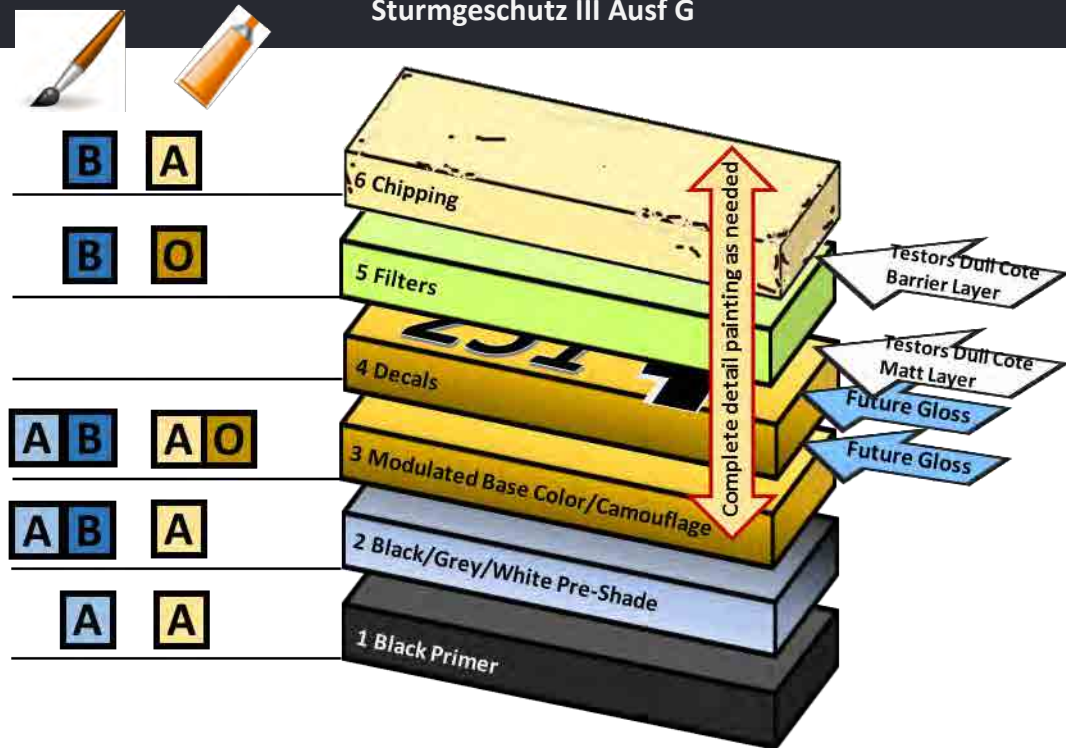 Sturmgeschutz III Ausf G
B A
6 Chipping
Complete detail painting as needed
Testors Dull Cote
Barrier Layer
B O
5 Filters
Testors Dull Cote
Matt Layer
4 Decals
Future Gloss
Future Gloss
A B A O
3 Modulated Base Color/Camouflage
A B A
2 Black/Grey/White Pre-Shade
A A
1 Black Primer